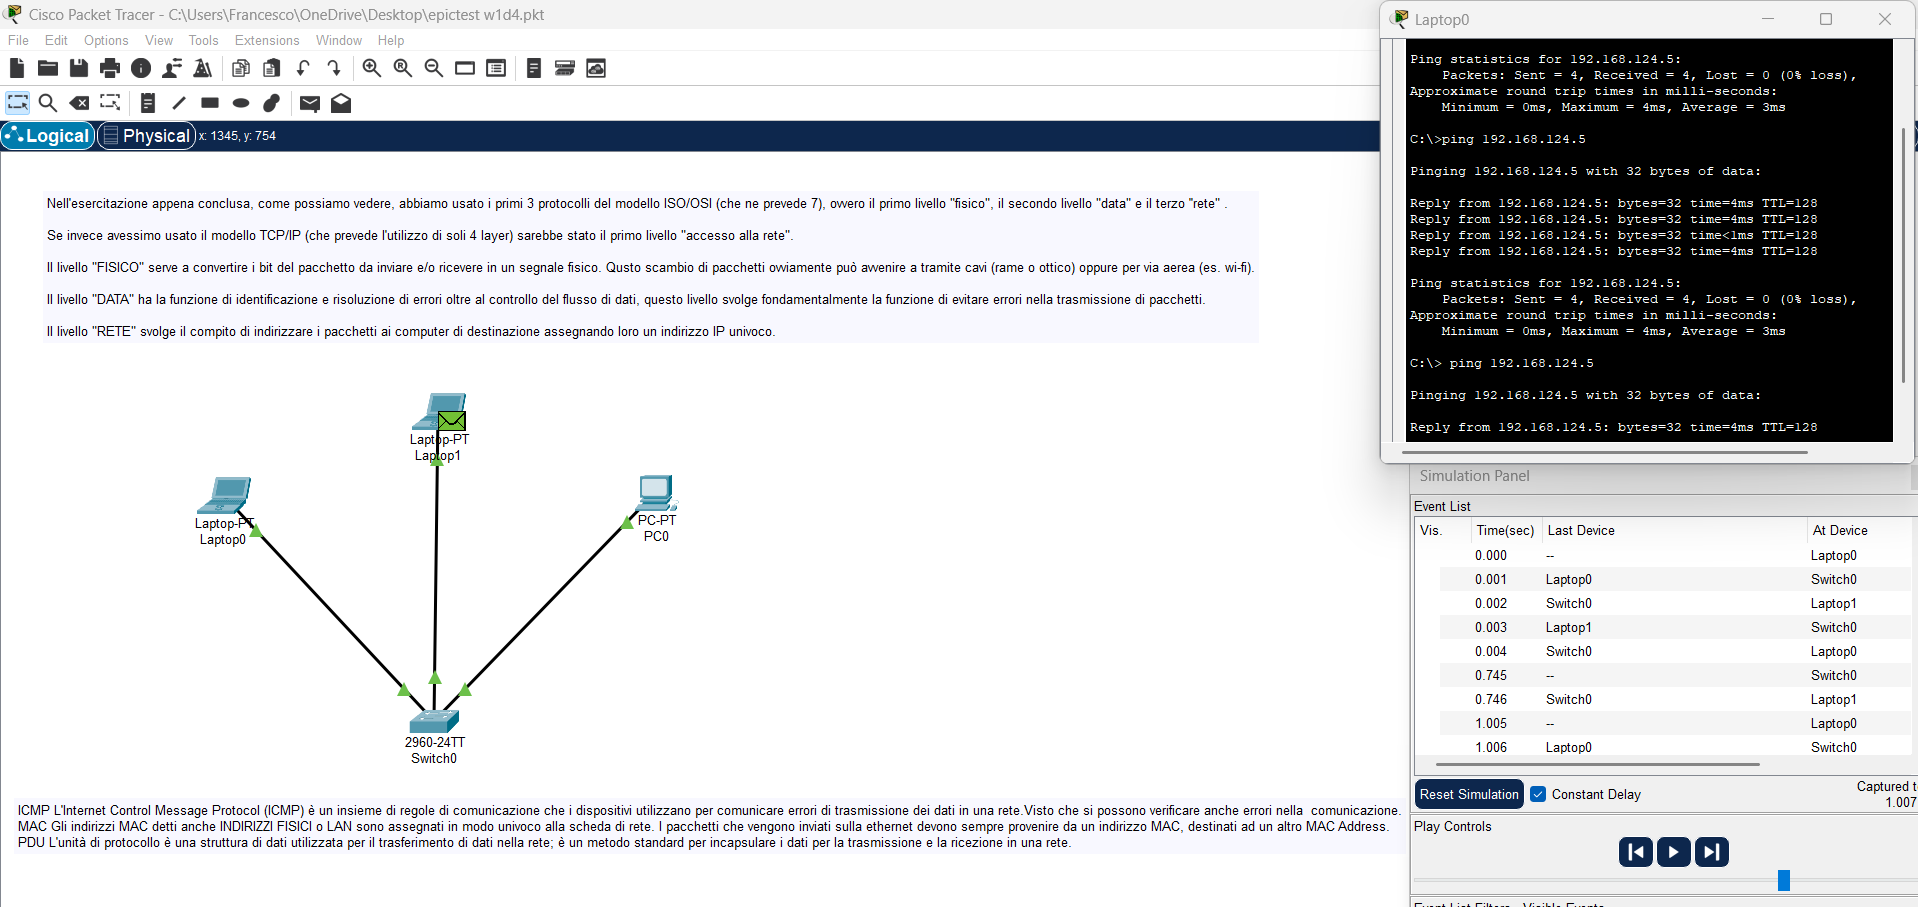 Cisco Packet Tracer - C:\Users\Francesco\OneDrive\Desktop\epictest w1d4.pkt
File Edit Options View Tools Extensions Window Help
Logical Physical x: 1345, y: 754
Nell'esercitazione appena conclusa, come possiamo vedere, abbiamo usato i primi 3 protocolli del modello ISO/OSI (che ne prevede 7), ovvero il primo livello "fisico", il secondo livello "data" e il terzo "rete" .
Se invece avessimo usato il modello TCP/IP (che prevede l'utilizzo di soli 4 layer) sarebbe stato il primo livello "accesso alla rete".
Il livello "FISICO" serve a convertire i bit del pacchetto da inviare e/o ricevere in un segnale fisico. Qusto scambio di pacchetti ovviamente può avvenire a tramite cavi (rame o ottico) oppure per via aerea (es. wi-fi).
Il livello "DATA" ha la funzione di identificazione e risoluzione di errori oltre al controllo del flusso di dati, questo livello svolge fondamentalmente la funzione di evitare errori nella trasmissione di pacchetti.
Il livello "RETE" svolge il compito di indirizzare i pacchetti ai computer di destinazione assegnando loro un indirizzo IP univoco.
Laptop-PT
Laptop1
Laptop-PT
Laptop0
PC-PT
PC0
2960-24TT
Switch0
ICMP L'Internet Control Message Protocol (ICMP) è un insieme di regole di comunicazione che i dispositivi utilizzano per comunicare errori di trasmissione dei dati in una rete.Visto che si possono verificare anche errori nella comunicazione.
MAC Gli indirizzi MAC detti anche INDIRIZZI FISICI o LAN sono assegnati in modo univoco alla scheda di rete. I pacchetti che vengono inviati sulla ethernet devono sempre provenire da un indirizzo MAC, destinati ad un altro MAC Address.
PDU L'unità di protocollo è una struttura di dati utilizzata per il trasferimento di dati nella rete; è un metodo standard per incapsulare i dati per la trasmissione e la ricezione in una rete.
Laptop0
Ping statistics for 192.168.124.5:
Packets: Sent = 4, Received = 4, Lost = 0 (0% loss),
Approximate round trip times in milli-seconds:
Minimum = 0ms, Maximum = 4ms, Average = 3ms
C:\>ping 192.168.124.5
Pinging 192.168.124.5 with 32 bytes of data:
Reply from 192.168.124.5: bytes=32 time=4ms TTL=128
Reply from 192.168.124.5: bytes=32 time=4ms TTL=128
Reply from 192.168.124.5: bytes=32 time<1ms TTL=128
Reply from 192.168.124.5: bytes=32 time=4ms TTL=128
Ping statistics for 192.168.124.5:
Packets: Sent = 4, Received = 4, Lost = 0 (0% loss),
Approximate round trip times in milli-seconds:
Minimum = 0ms, Maximum = 4ms, Average = 3ms
C:\> ping 192.168.124.5
Pinging 192.168.124.5 with 32 bytes of data:
Reply from 192.168.124.5: bytes=32 time=4ms TTL=128
Simulation Panel
Event List
Vis. Time(sec) Last Device At Device
0.000 -- Laptop0
0.001 Laptop0 Switch0
0.002 Switch0 Laptop1
0.003 Laptop1 Switch0
0.004 Switch0 Laptop0
0.745 -- Switch0
0.746 Switch0 Laptop1
1.005 -- Laptop0
1.006 Laptop0 Switch0
Reset Simulation Constant Delay Captured t
1.007
Play Controls
Event List Filters - Visible Events